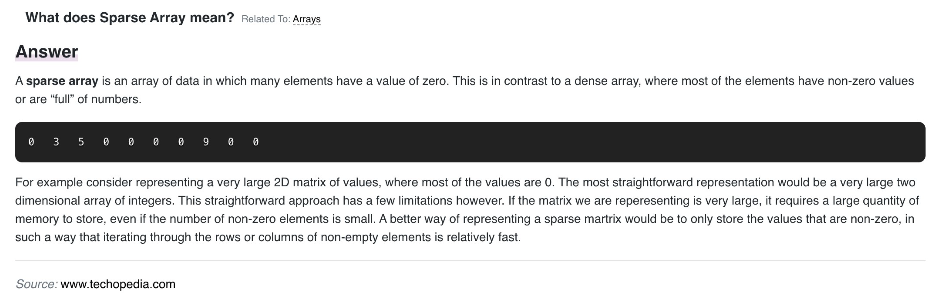 What does Sparse Array mean? Related To: Arrays
Answer
A sparse array is an array of data in which many elements have a value of zero. This is in contrast to a dense array, where most of the elements have non-zero values
or are “full” of numbers.
0 3 5 0 0 0 0 9 0 0
For example consider representing a very large 2D matrix of values, where most of the values are 0. The most straightforward representation would be a very large two
dimensional array of integers. This straightforward approach has a few limitations however. If the matrix we are reperesenting is very large, it requires a large quantity of
memory to store, even if the number of non-zero elements is small. A better way of representing a sparse martrix would be to only store the values that are non-zero, in
such a way that iterating through the rows or columns of non-empty elements is relatively fast.
Source: www.techopedia.com